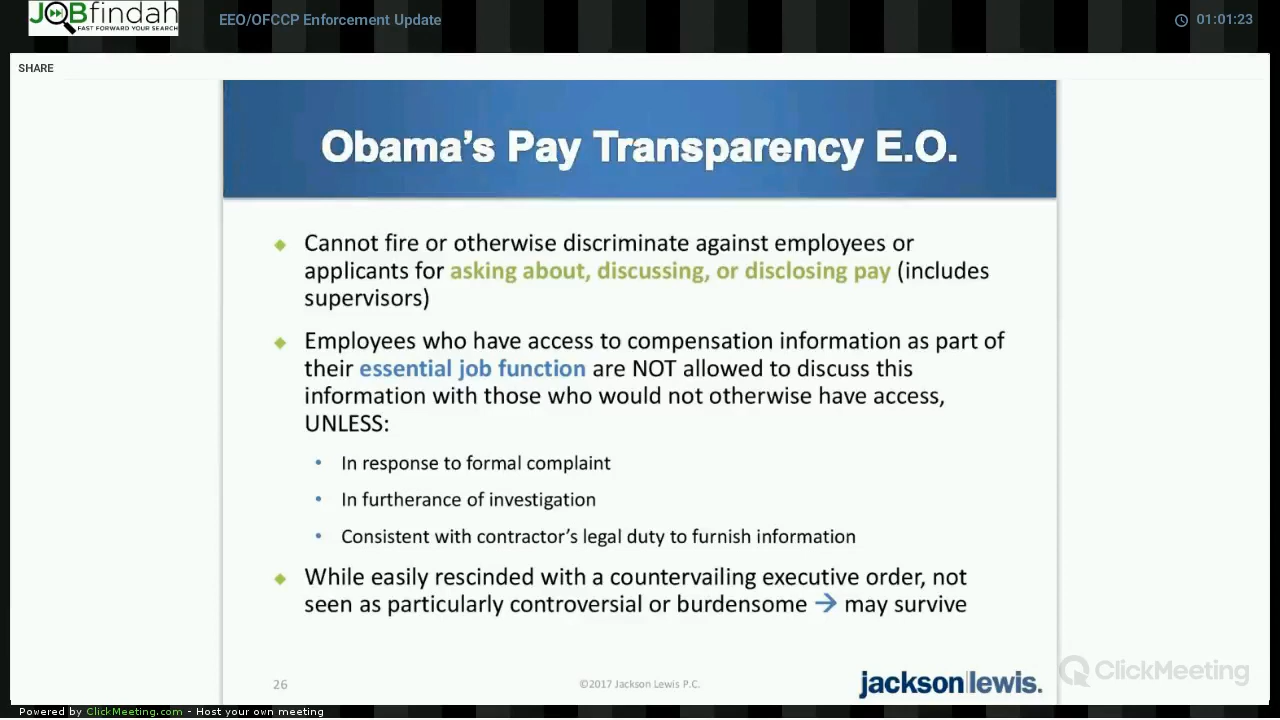 JOBfindah
FAST FORWARD YOUR SEARCH
EEO/OFCCP Enforcement Update
01:01:23
SHARE
Obama's Pay Transparency E.O.
Cannot fire or otherwise discriminate against employees or
applicants for asking about, discussing, or disclosing pay (includes
supervisors)
Employees who have access to compensation information as part of
their essential job function are NOT allowed to discuss this
information with those who would not otherwise have access,
UNLESS:
• In response to formal complaint
• In furtherance of investigation
• Consistent with contractor's legal duty to furnish information
While easily rescinded with a countervailing executive order, not
seen as particularly controversial or burdensome → may survive
26
©2017 Jackson Lewis P.C.
jackson|lewis.
ClickMeeting
Powered by ClickMeeting.com - Host your own meeting